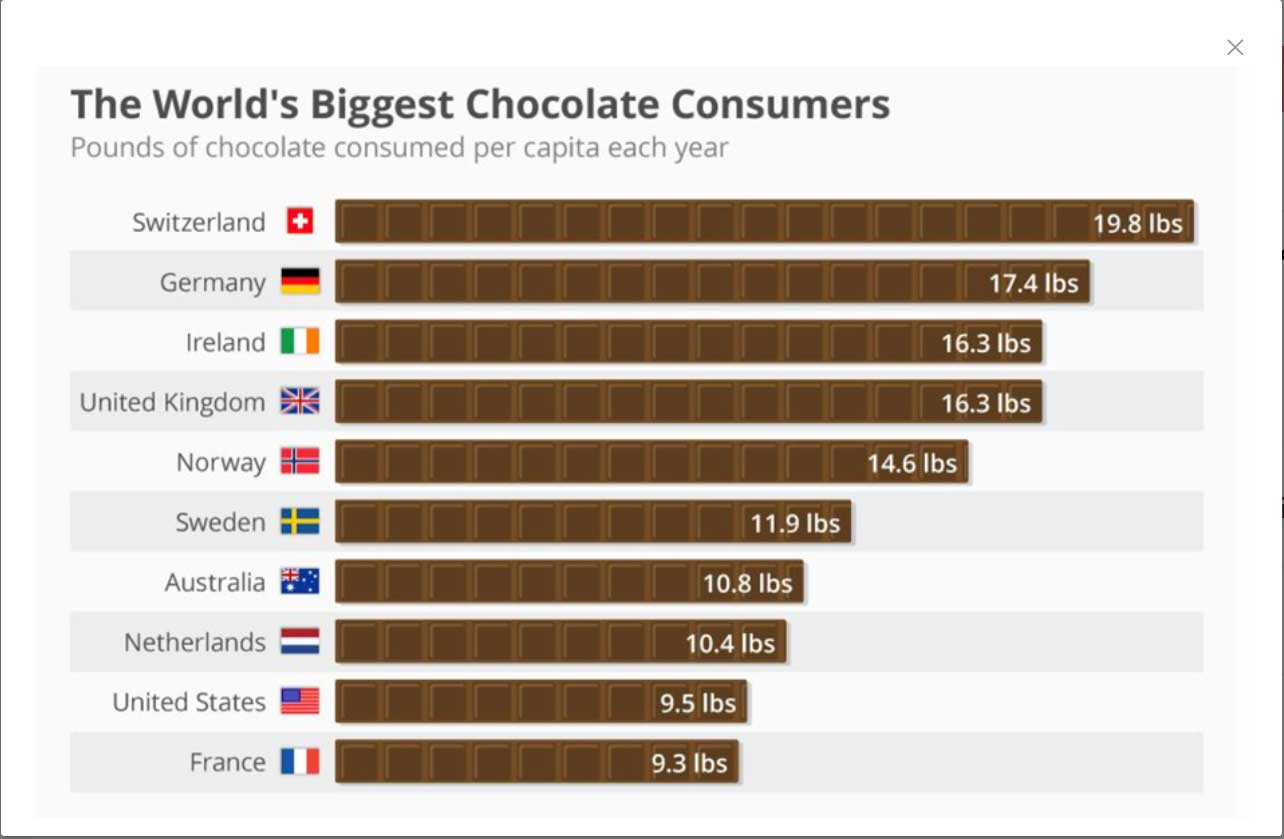 The World's Biggest Chocolate Consumers
Pounds of chocolate consumed per capita each year
Switzerland 19.8 lbs
Germany 17.4 lbs
Ireland 16.3 lbs
United Kingdom 16.3 lbs
Norway 14.6 lbs
Sweden 11.9 lbs
Australia 10.8 lbs
Netherlands 10.4 lbs
United States 9.5 lbs
France 9.3 lbs